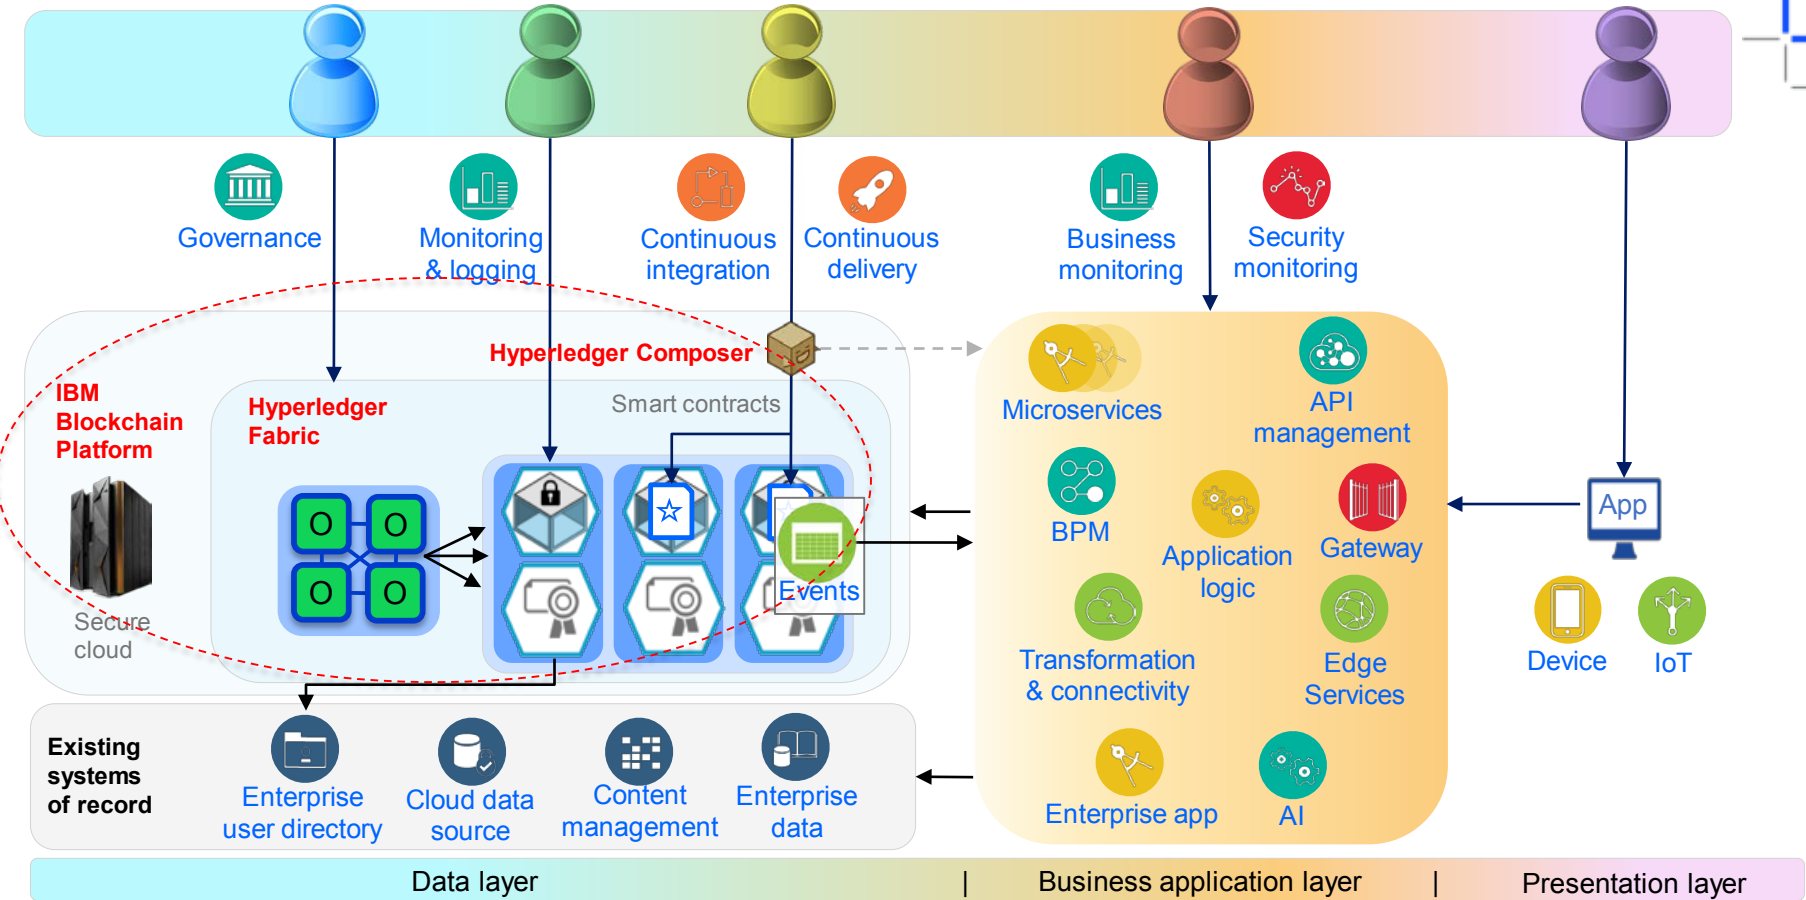 Governance
Monitoring
& logging
Continuous
integration
Continuous
delivery
Business
monitoring
Security
monitoring
Hyperledger Composer
IBM
Blockchain
Platform
Hyperledger
Fabric
Smart contracts
Secure
cloud
O
O
O
O
Events
Microservices
API
management
BPM
Application
logic
Gateway
Transformation
& connectivity
Edge
Services
Enterprise app
AI
App
Device
IoT
Existing
systems
of record
Enterprise
user directory
Cloud data
source
Content
management
Enterprise
data
Data layer
|
Business application layer
|
Presentation layer